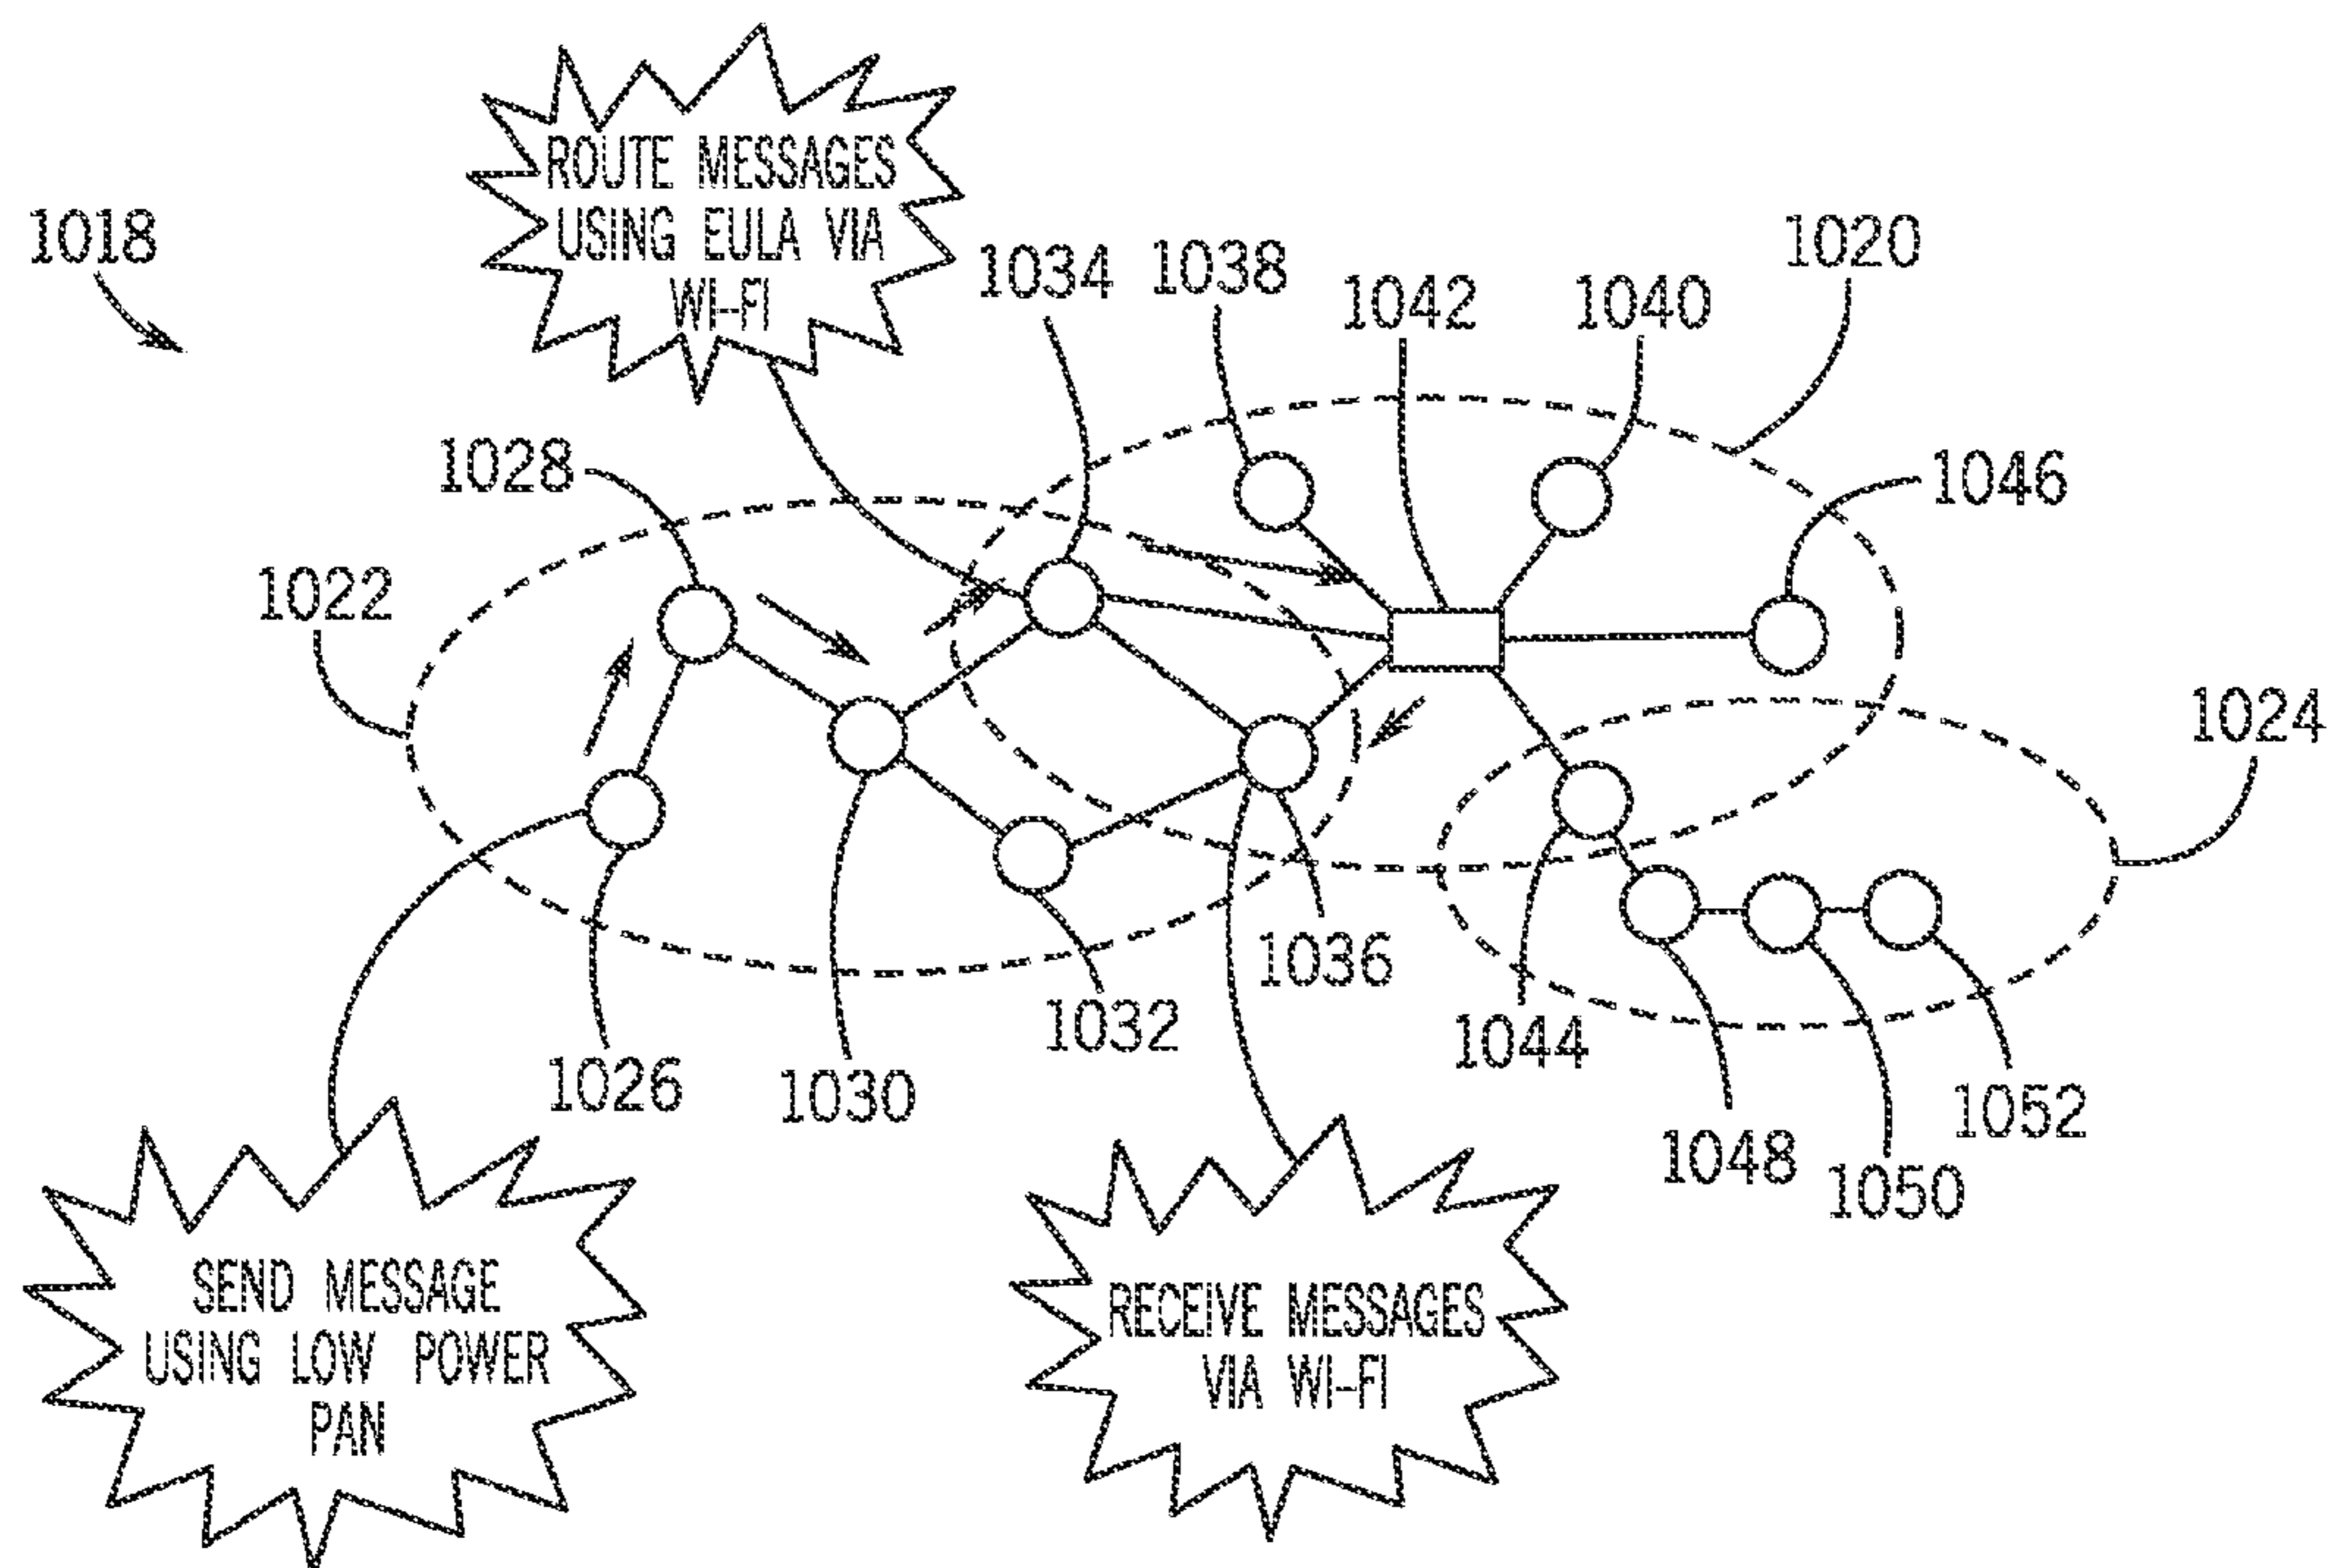 ROUTE MESSAGES
USING EULA VIA
WI-FI
1018
1034
1038
1042
1040
1020
1028
1046
1022
1024
1036
1032
1044
1026
1030
1052
1048
1050
SEND MESSAGE
USING LOW POWER
PAN
RECEIVE MESSAGES
VIA WI-FI